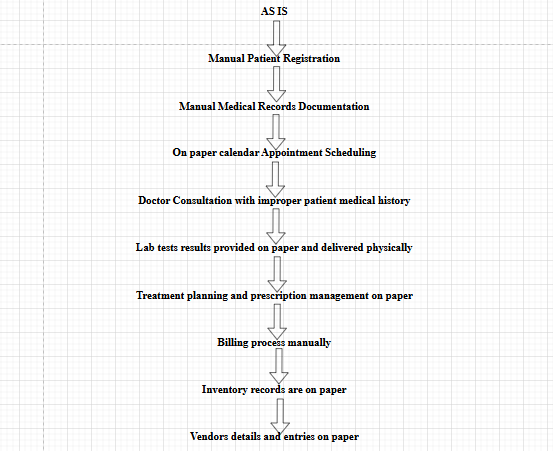 AS IS
Manual Patient Registration
Manual Medical Records Documentation
On paper calendar Appointment Scheduling
Doctor Consultation with improper patient medical history
Lab tests results provided on paper and delivered physically
Treatment planning and prescription management on paper
Billing process manually
Inventory records are on paper
Vendors details and entries on paper